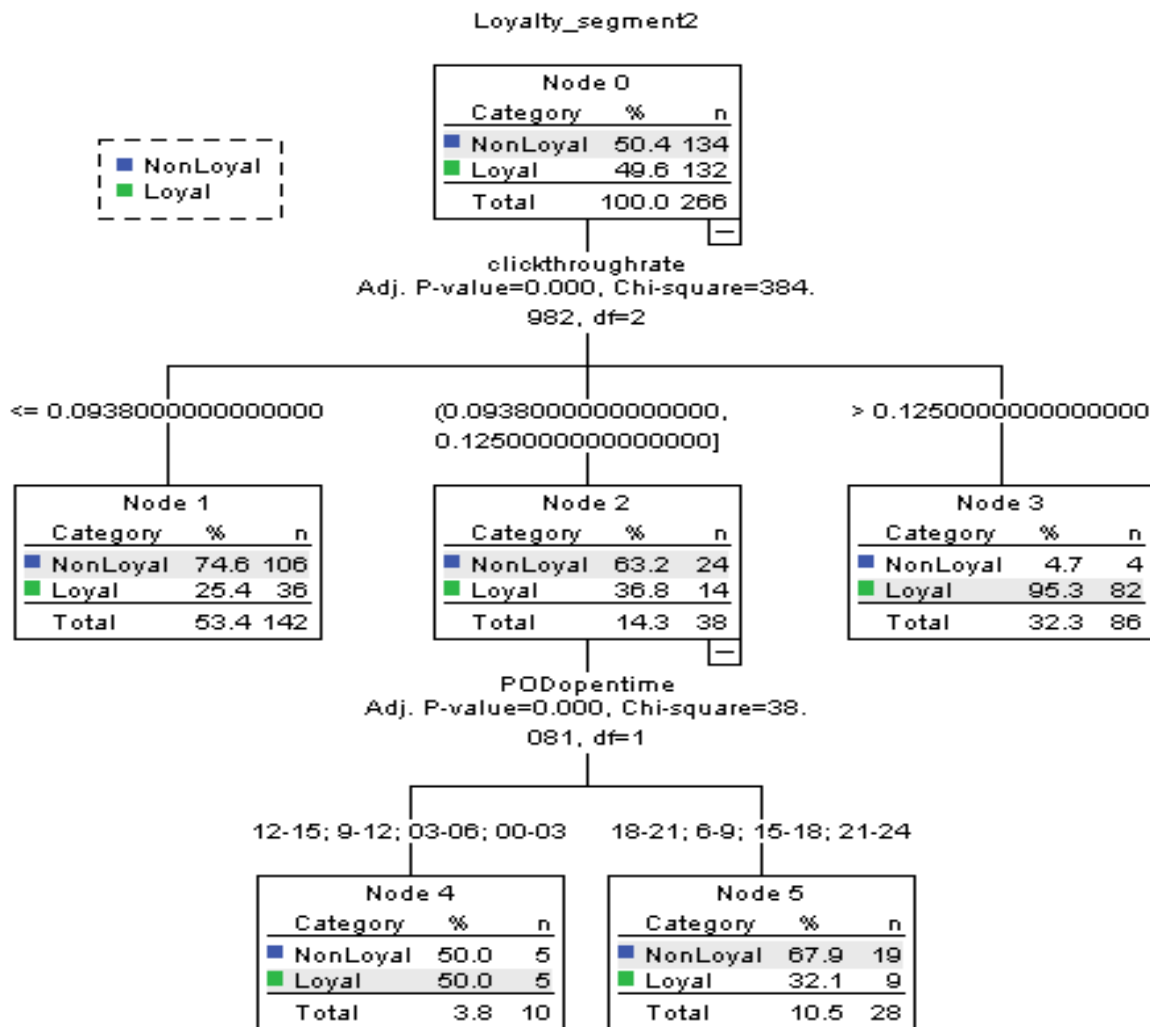 Loyalty_segment2
NonLoyal
Loyal
Node 0
Category % n
NonLoyal 50.4 134
Loyal 49.6 132
Total 100.0 266
clickthroughrate
Adj. P-value=0.000, Chi-square=384.
982, df=2
<= 0.0938000000000000
(0.0938000000000000,
0.1250000000000000]
> 0.1250000000000000
Node 1
Category % n
NonLoyal 74.6 106
Loyal 25.4 36
Total 53.4 142
Node 2
Category % n
NonLoyal 63.2 24
Loyal 36.8 14
Total 14.3 38
Node 3
Category % n
NonLoyal 4.7 4
Loyal 95.3 82
Total 32.3 86
PODopentime
Adj. P-value=0.000, Chi-square=38.
081, df=1
12-15; 9-12; 03-06; 00-03
18-21; 6-9; 15-18; 21-24
Node 4
Category % n
NonLoyal 50.0 5
Loyal 50.0 5
Total 3.8 10
Node 5
Category % n
NonLoyal 67.9 19
Loyal 32.1 9
Total 10.5 28